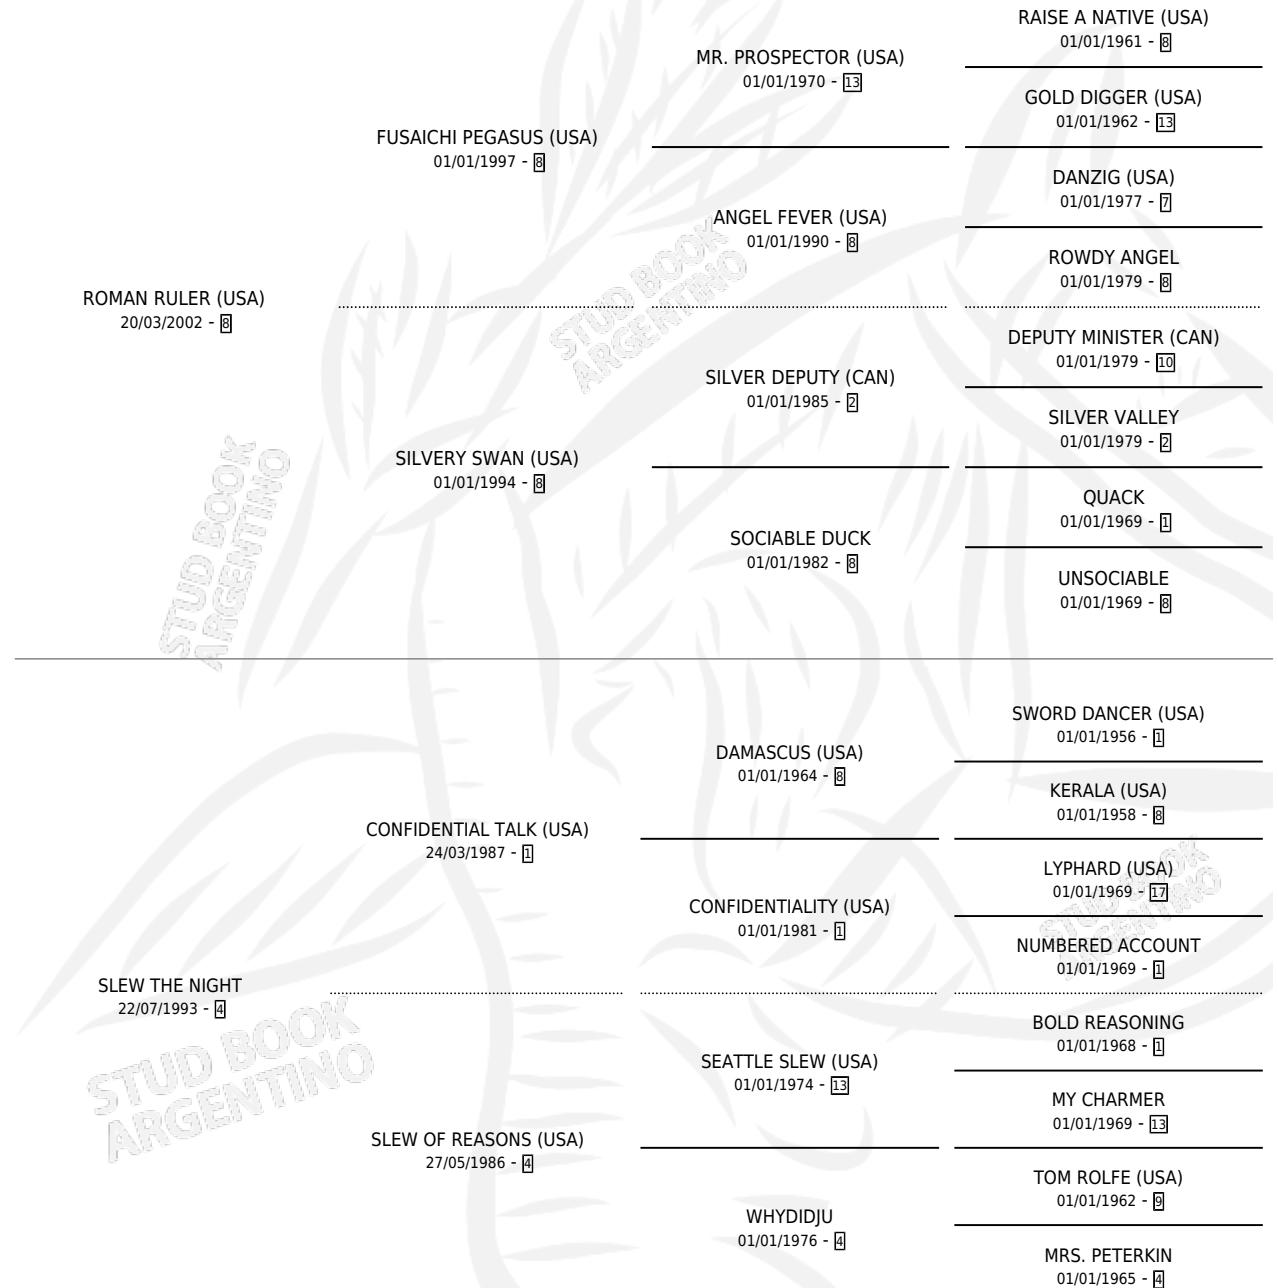 RAISE A NATIVE (USA)
01/01/1961 - 8
MR. PROSPECTOR (USA)
01/01/1970 - 13
GOLD DIGGER (USA)
01/01/1962 - 13
FUSAICHI PEGASUS (USA)
01/01/1997 - 8
DANZIG (USA)
01/01/1977 - 7
ANGEL FEVER (USA)
01/01/1990 - 8
ROWDY ANGEL
01/01/1979 - 8
ROMAN RULER (USA)
20/03/2002 - 8
DEPUTY MINISTER (CAN)
01/01/1979 - 10
SILVER DEPUTY (CAN)
01/01/1985 - 2
SILVER VALLEY
01/01/1979 - 2
SILVERY SWAN (USA)
01/01/1994 - 8
QUACK
01/01/1969 - 1
SOCIABLE DUCK
01/01/1982 - 8
UNSOCIABLE
01/01/1969 - 8
SWORD DANCER (USA)
01/01/1956 - 1
DAMASCUS (USA)
01/01/1964 - 8
KERALA (USA)
01/01/1958 - 8
CONFIDENTIAL TALK (USA)
24/03/1987 - 1
LYPHARD (USA)
01/01/1969 - 17
CONFIDENTIALITY (USA)
01/01/1981 - 1
NUMBERED ACCOUNT
01/01/1969 - 1
SLEW THE NIGHT
22/07/1993 - 4
BOLD REASONING
01/01/1968 - 1
SEATTLE SLEW (USA)
01/01/1974 - 13
MY CHARMER
01/01/1969 - 13
SLEW OF REASONS (USA)
27/05/1986 - 4
TOM ROLFE (USA)
01/01/1962 - 9
WHYDIDJU
01/01/1976 - 4
MRS. PETERKIN
01/01/1965 - 4
STUD BOOK
ARGENTINO
STUD BOOK
ARGENTINO
STUD BOOK
ARGENTINO
STUD BOOK
ARGENTINO